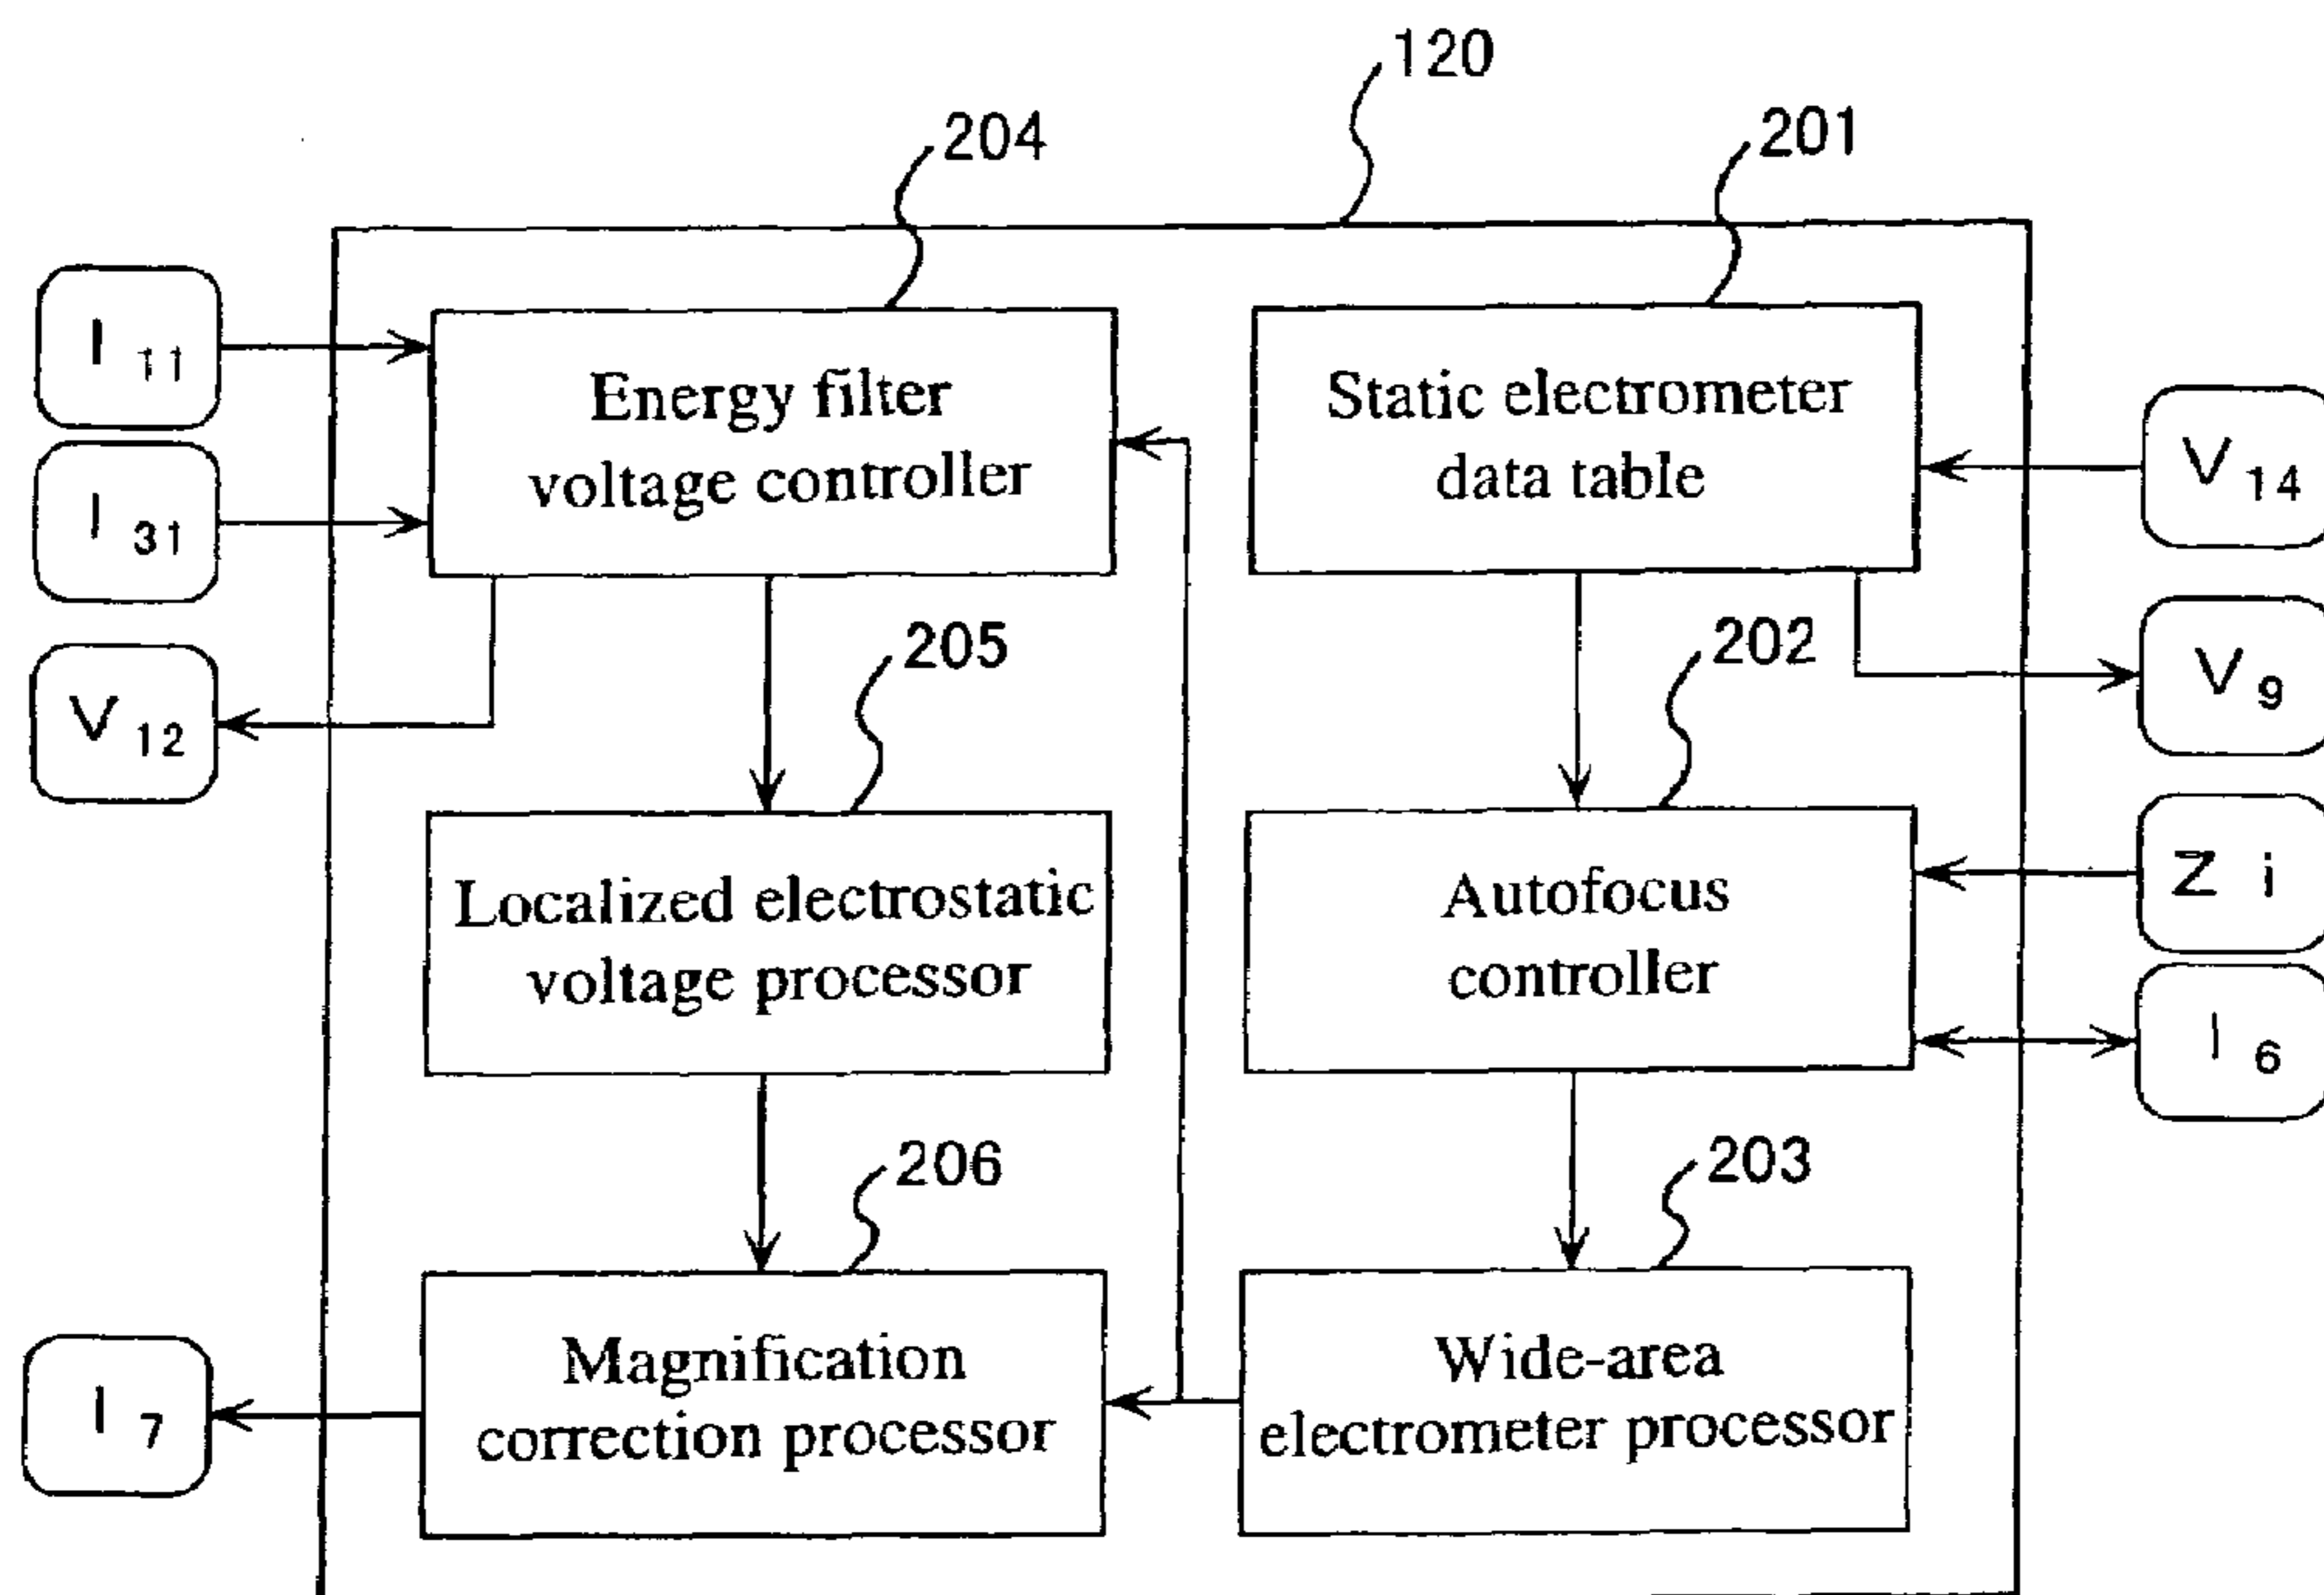 120
204
201
I 11
Energy filter
voltage controller
Static electrometer
data table
V 14
I 31
V 12
205
202
V 9
Localized electrostatic
voltage processor
Autofocus
controller
Z i
I 6
206
203
Magnification
correction processor
Wide-area
electrometer processor
I 7